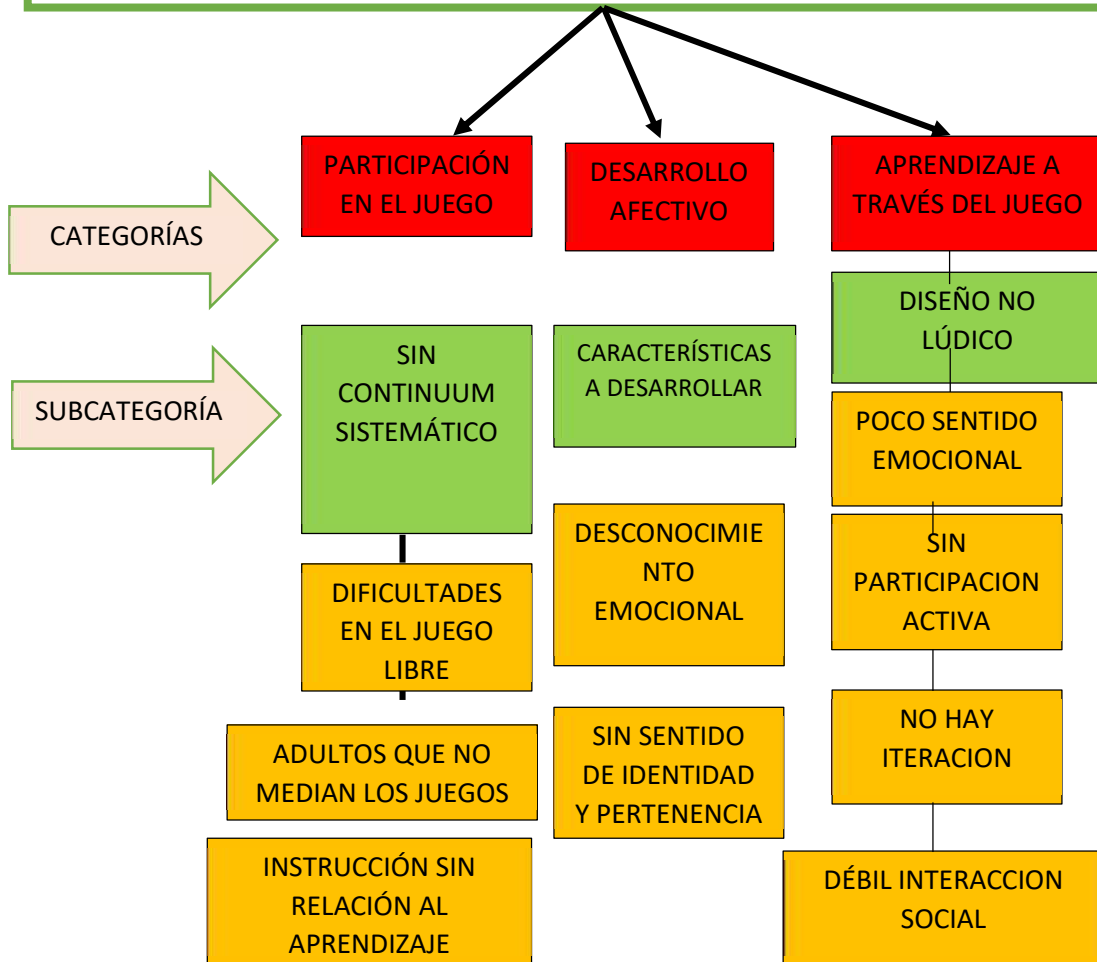 PARTICIPACIÓN
EN EL JUEGO
DESARROLLO
AFECTIVO
APRENDIZAJE A
TRAVÉS DEL JUEGO
CATEGORÍAS
DISEÑO NO
LÚDICO
SIN
CONTINUUM
SISTEMÁTICO
CARACTERÍSTICAS
A DESARROLLAR
SUBCATEGORÍA
POCO SENTIDO
EMOCIONAL
DESCONOCIMIE
NTO
EMOCIONAL
SIN
PARTICIPACION
ACTIVA
DIFICULTADES
EN EL JUEGO
LIBRE
NO HAY
ITERACION
ADULTOS QUE NO
MEDIAN LOS JUEGOS
SIN SENTIDO
DE IDENTIDAD
Y PERTENENCIA
INSTRUCCIÓN SIN
RELACIÓN AL
APRENDIZAJE
DÉBIL INTERACCION
SOCIAL